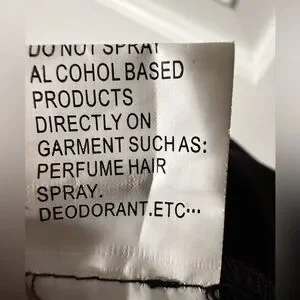 DO NOT SPRAY
AL COHOL BASED
PRODUCTS
DIRECTLY ON
GARMENT SUCH AS:
PERFUME HAIR
SPRAY.
DEODORANT.ETC···